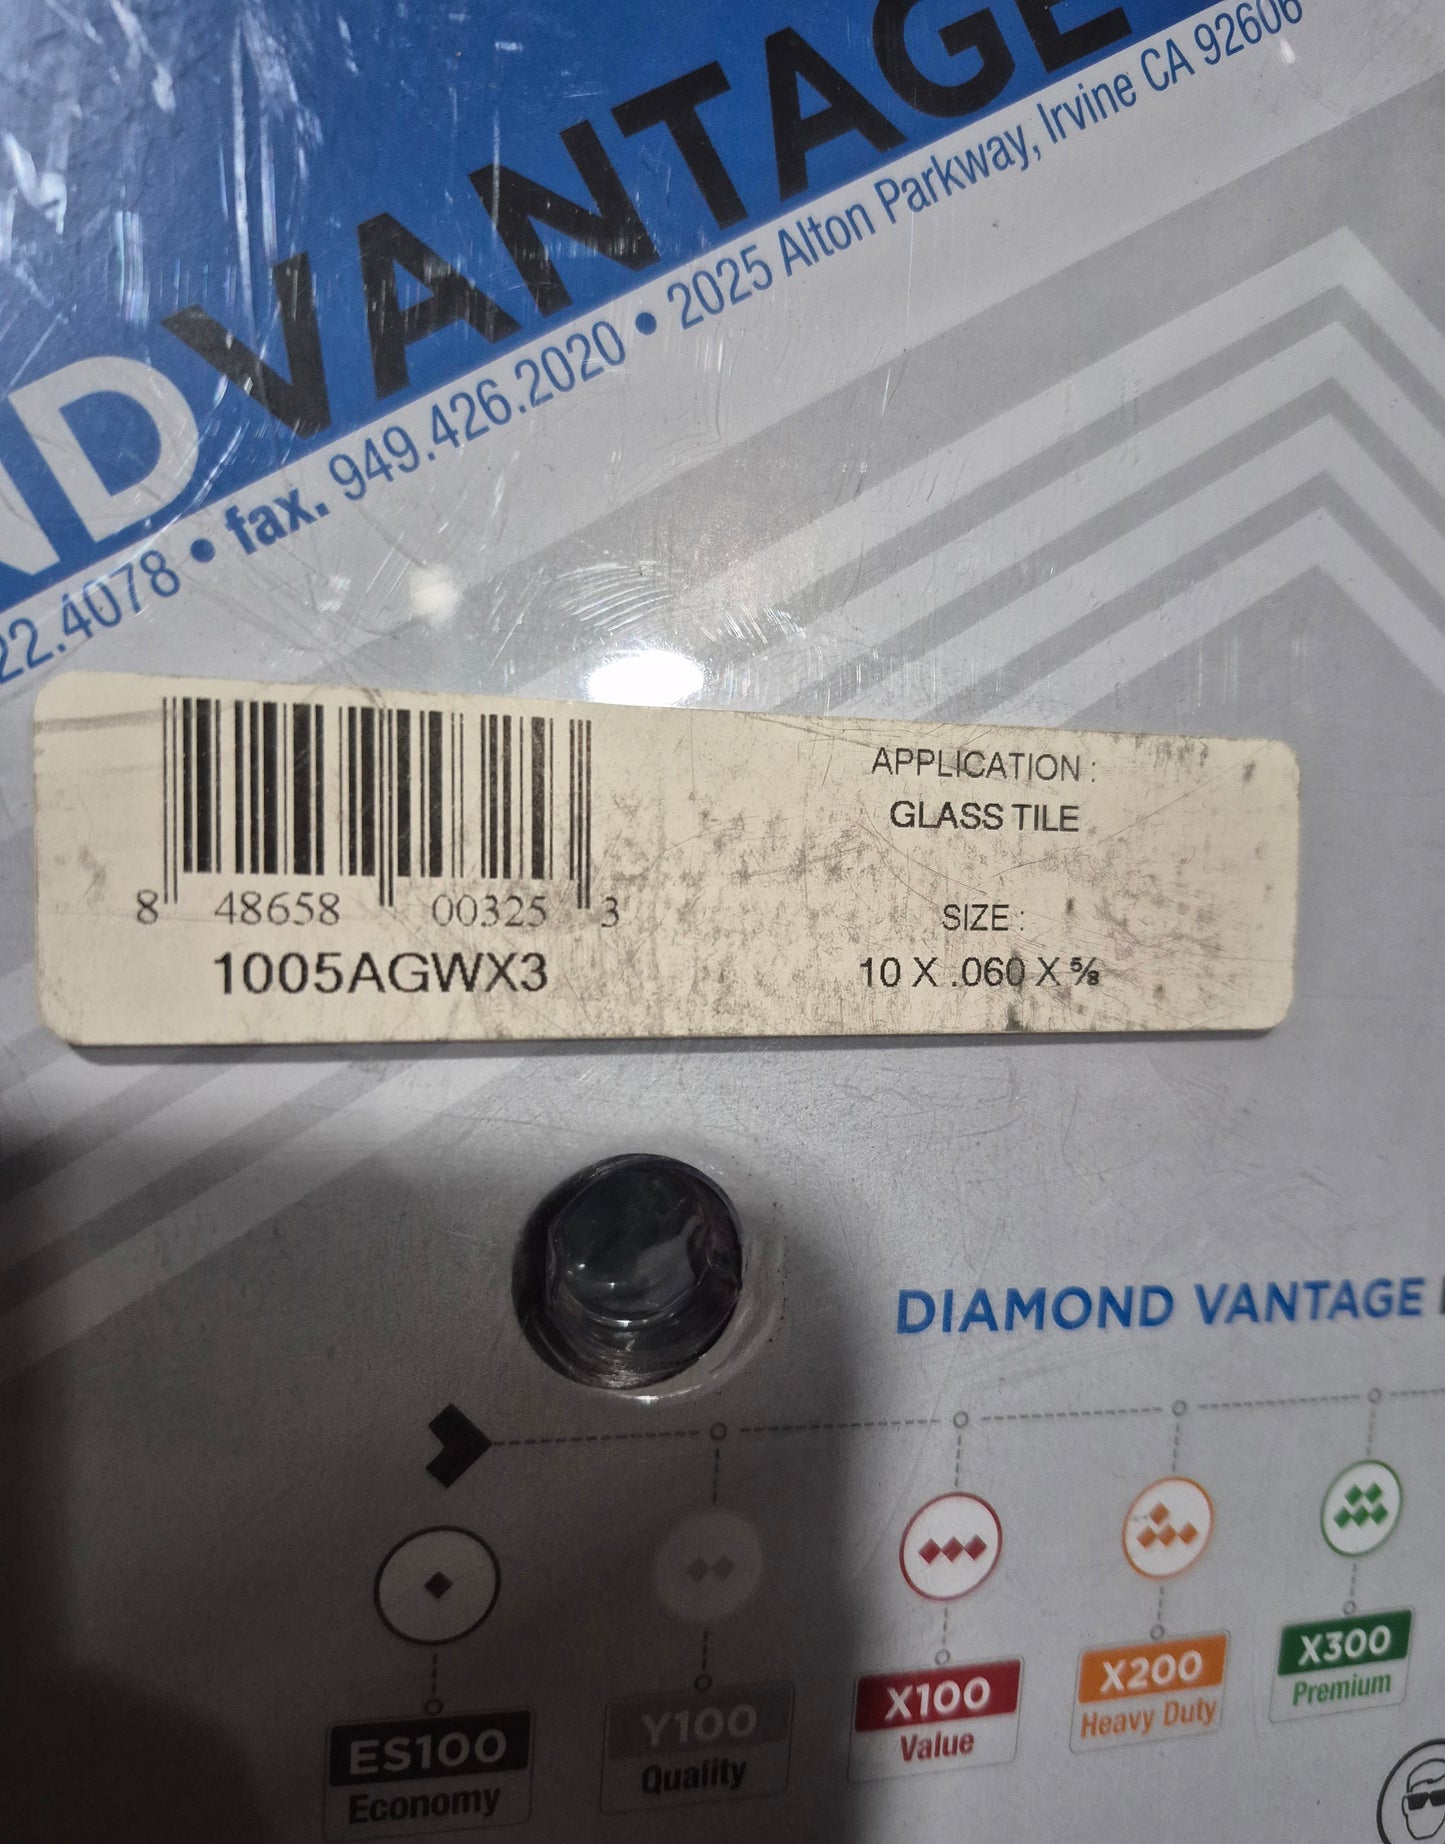 ND VANTAGE
22.4078 • fax. 949.426.2020 • 2025 Alton Parkway, Irvine CA 92606
8 48658 00325 3
1005AGWX3
APPLICATION :
GLASS TILE
SIZE :
10 X .060 X ⅝
DIAMOND VANTAGE
ES100
Economy
Y100
Quality
X100
Value
X200
Heavy Duty
X300
Premium